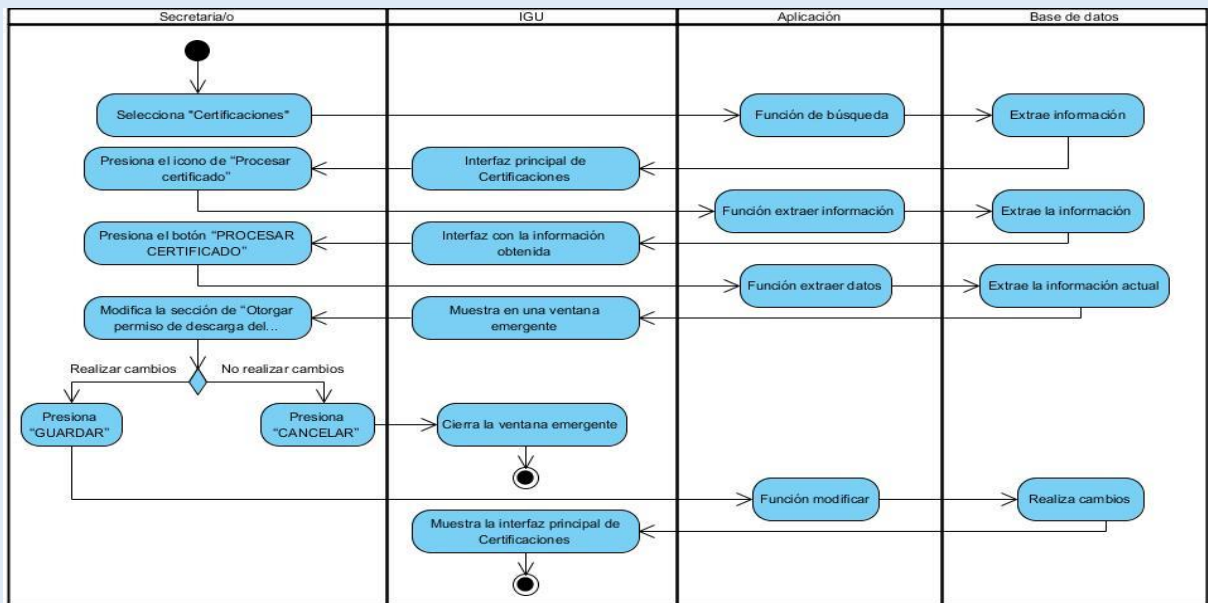 Secretaria/o
IGU
Aplicación
Base de datos
Selecciona "Certificaciones"
Función de búsqueda
Extrae información
Presiona el icono de "Procesar
certificado"
Interfaz principal de
Certificaciones
Función extraer información
Extrae la información
Presiona el botón "PROCESAR
CERTIFICADO"
Interfaz con la información
obtenida
Función extraer datos
Extrae la información actual
Modifica la sección de "Otorgar
permiso de descarga del...
Muestra en una ventana
emergente
Realizar cambios
No realizar cambios
Presiona
"GUARDAR"
Presiona
"CANCELAR"
Cierra la ventana emergente
Función modificar
Realiza cambios
Muestra la interfaz principal de
Certificaciones